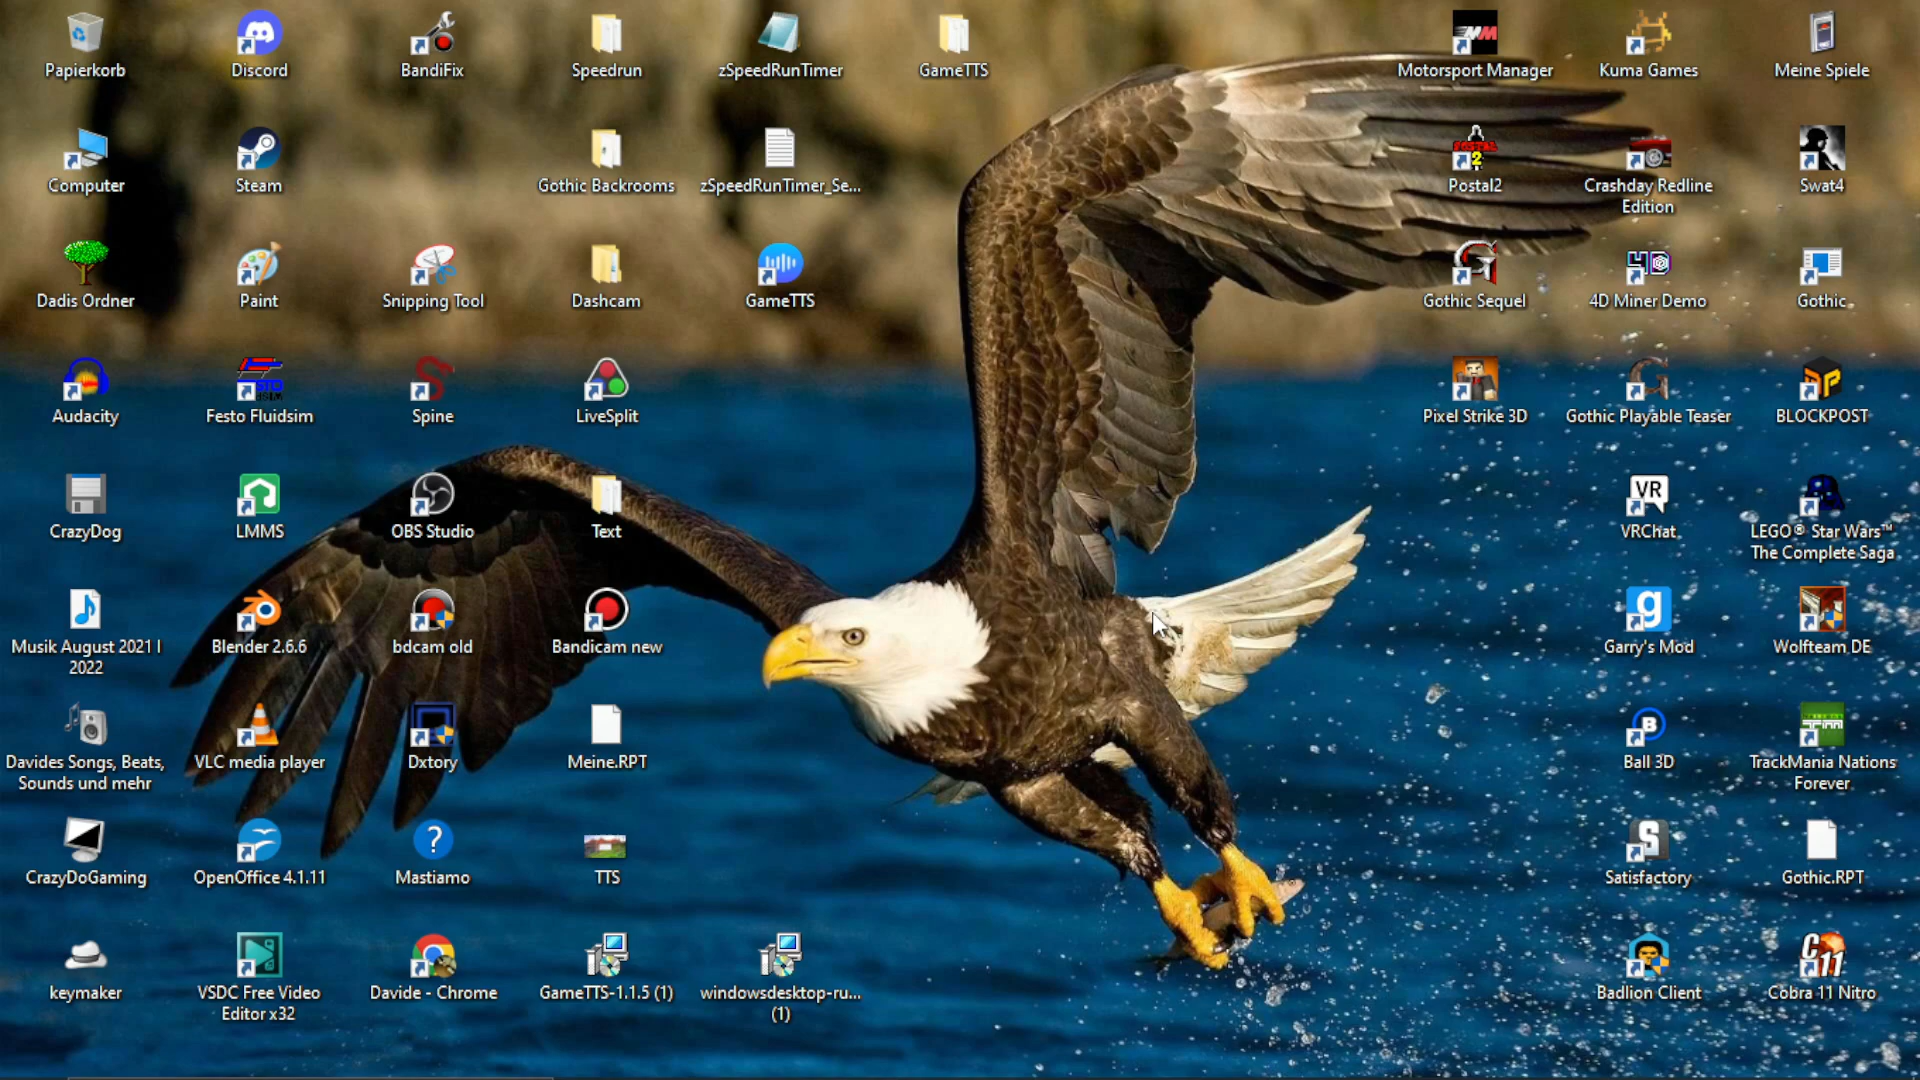 Papierkorb
Discord
BandiFix
Speedrun
zSpeedRunTimer
GameTTS
Motorsport Manager
Kuma Games
Meine Spiele
Computer
Steam
Gothic Backrooms
zSpeedRunTimer_Se...
Postal2
Crashday Redline
Edition
Swat4
Dadis Ordner
Paint
Snipping Tool
Dashcam
GameTTS
Gothic Sequel
4D Miner Demo
Gothic
Audacity
Festo Fluidsim
Spine
LiveSplit
Pixel Strike 3D
Gothic Playable Teaser
BLOCKPOST
CrazyDog
LMMS
OBS Studio
Text
VR
VRChat
LEGO® Star Wars™
The Complete Saga
Musik August 2021 l
2022
Blender 2.6.6
bdcam old
Bandicam new
g
Garry's Mod
Wolfteam DE
Davides Songs, Beats,
Sounds und mehr
VLC media player
Dxtory
Meine.RPT
B
Ball 3D
TrackMania Nations
Forever
CrazyDoGaming
OpenOffice 4.1.11
?
Mastiamo
TTS
S
Satisfactory
Gothic.RPT
keymaker
VSDC Free Video
Editor x32
Davide - Chrome
GameTTS-1.1.5 (1)
windowsdesktop-ru...
(1)
Badlion Client
C11
Cobra 11 Nitro